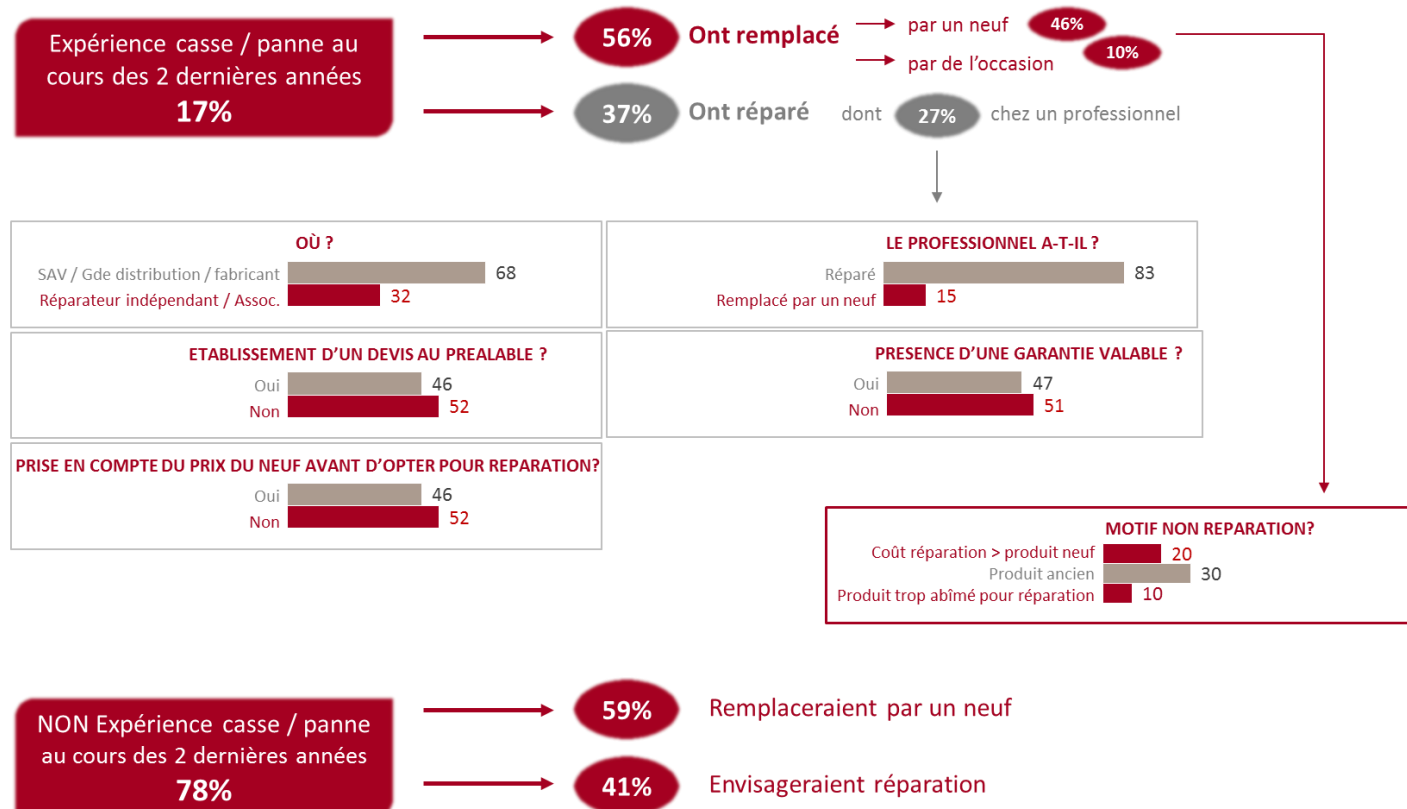 Expérience casse / panne au
cours des 2 dernières années
17%
56% Ont remplacé
par un neuf 46%
par de l'occasion 10%
37% Ont réparé dont 27% chez un professionnel
OÙ ?
SAV / Gde distribution / fabricant 68
Réparateur indépendant / Assoc. 32
LE PROFESSIONNEL A-T-IL ?
Réparé 83
Remplacé par un neuf 15
ETABLISSEMENT D'UN DEVIS AU PREALABLE ?
Oui 46
Non 52
PRESENCE D'UNE GARANTIE VALABLE ?
Oui 47
Non 51
PRISE EN COMPTE DU PRIX DU NEUF AVANT D'OPTER POUR REPARATION?
Oui 46
Non 52
MOTIF NON REPARATION?
Coût réparation > produit neuf 20
Produit ancien 30
Produit trop abîmé pour réparation 10
NON Expérience casse / panne
au cours des 2 dernières années
78%
59% Remplaceraient par un neuf
41% Envisageraient réparation